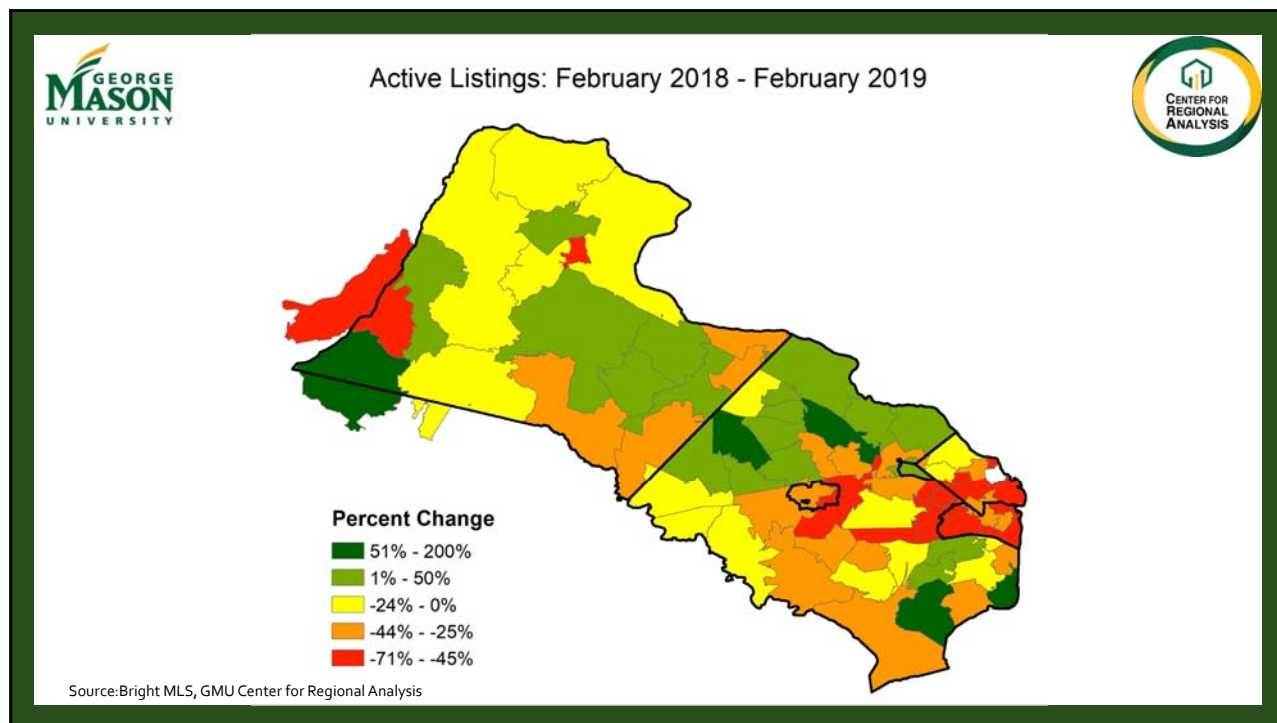 GEORGE
MASON
UNIVERSITY
Active Listings: February 2018 - February 2019
CENTER FOR
REGIONAL
ANALYSIS
Percent Change
51% - 200%
1% - 50%
-24% - 0%
-44% - -25%
-71% - -45%
Source:Bright MLS, GMU Center for Regional Analysis